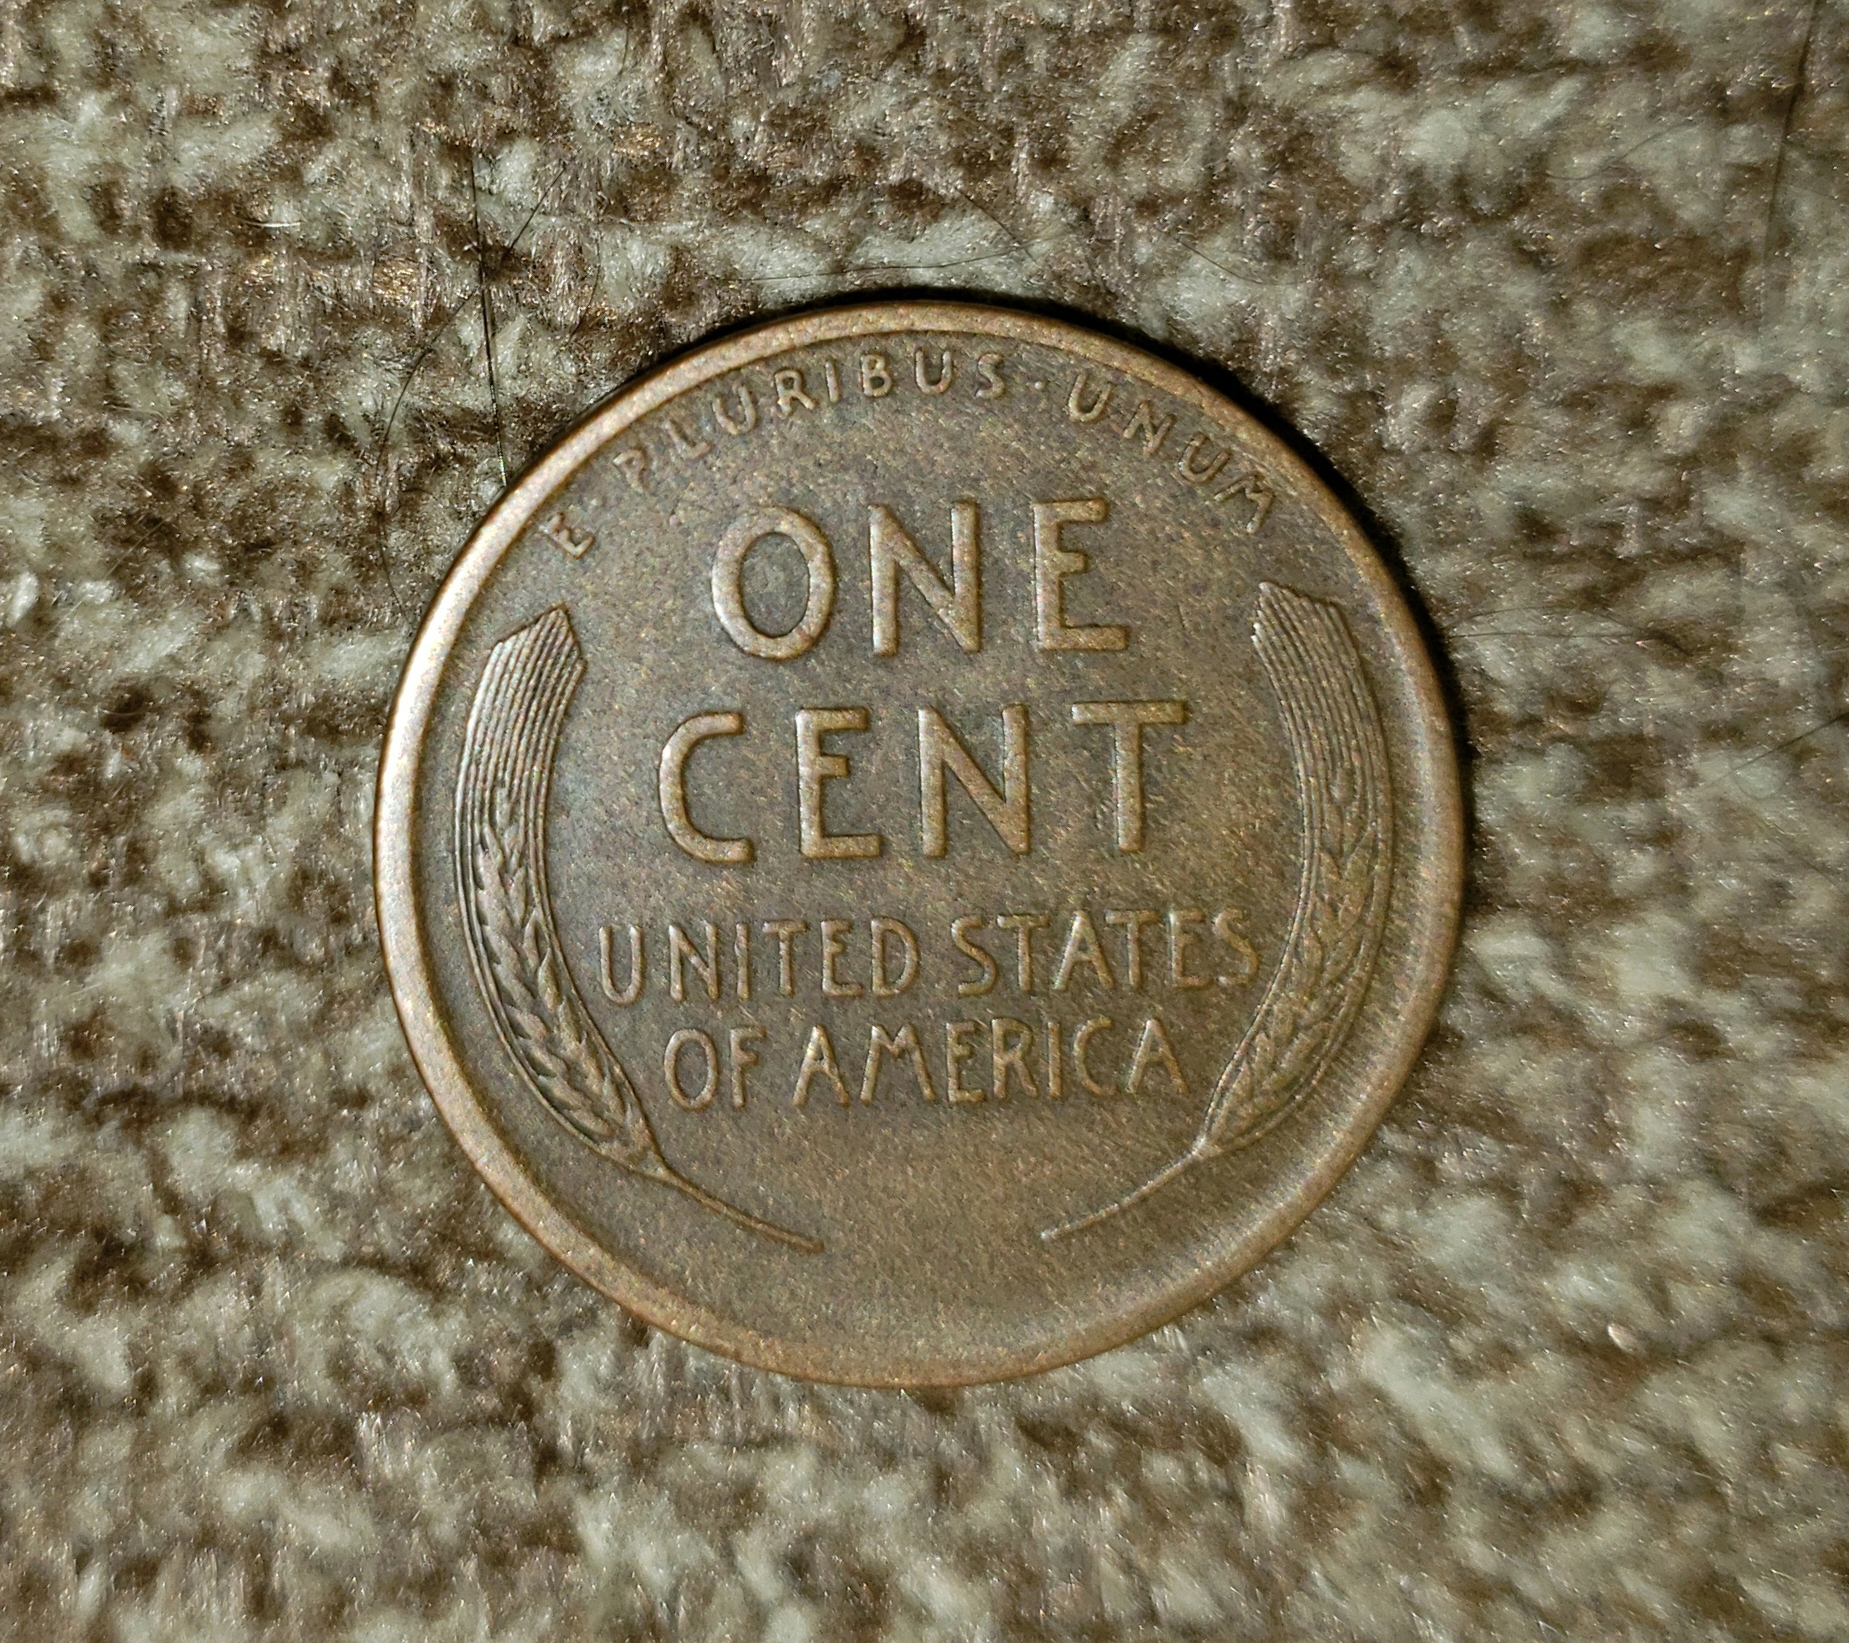 E·PLURIBUS·UNUM
ONE
CENT
UNITED STATES
OF AMERICA